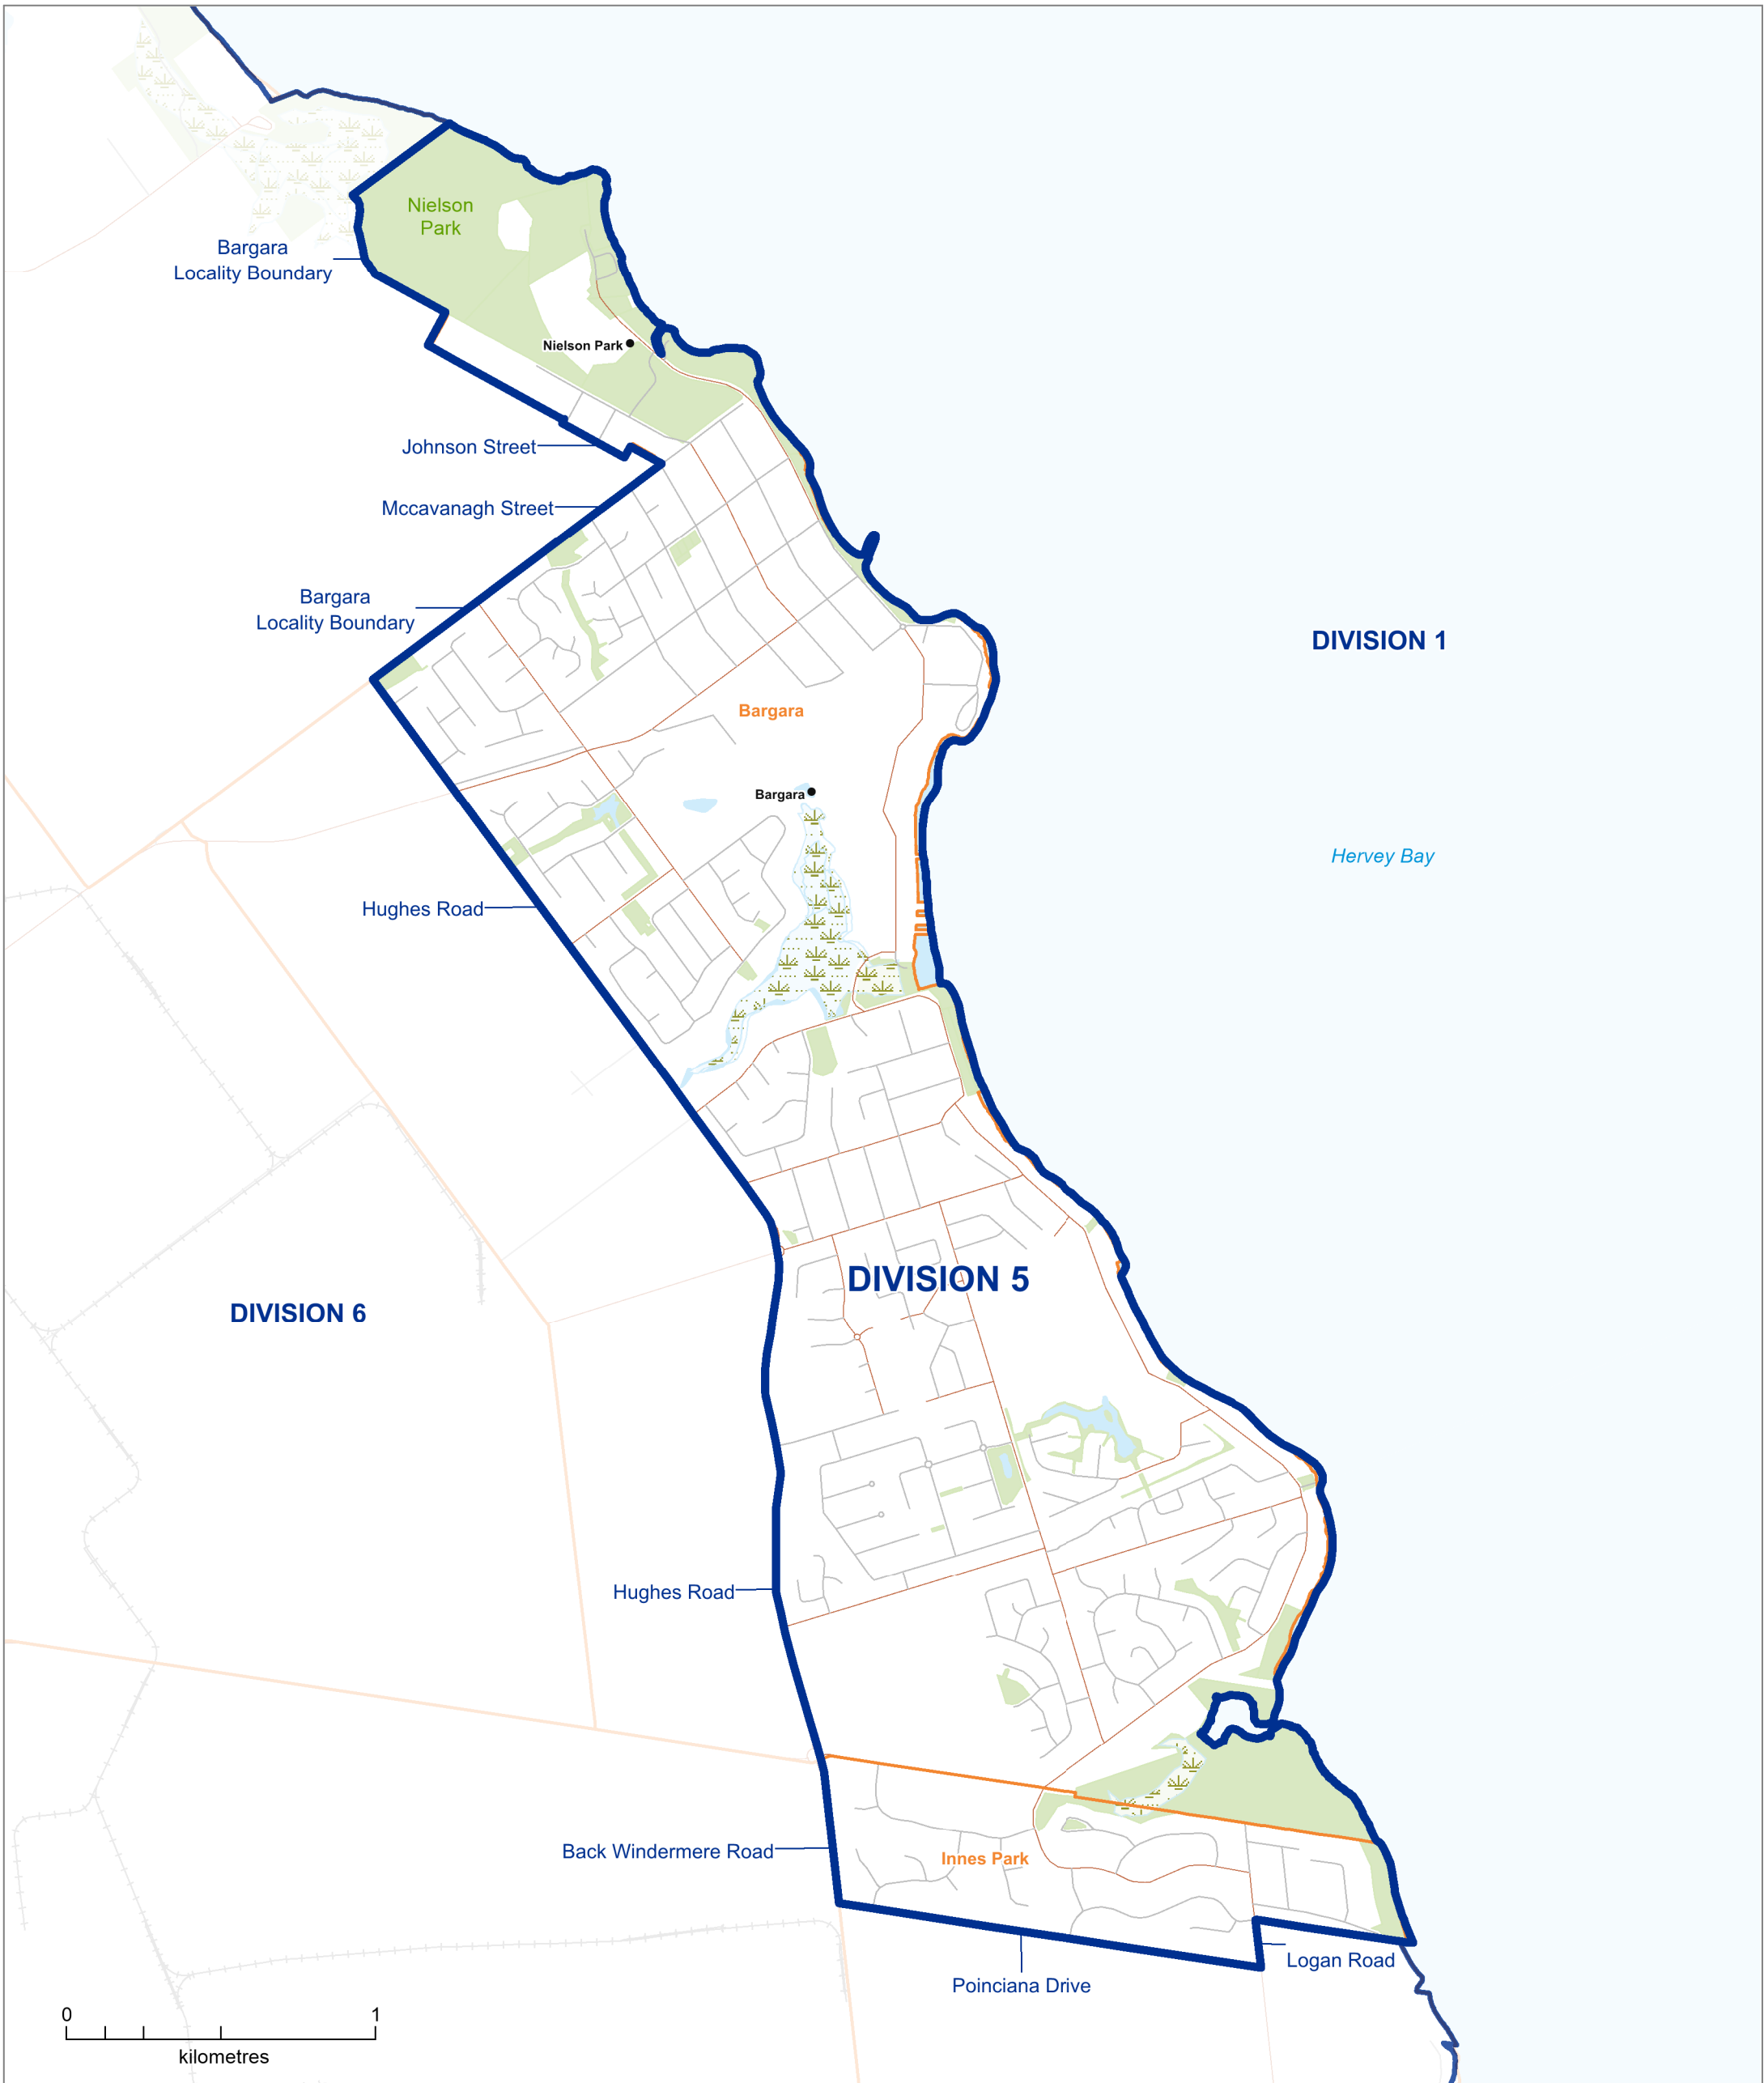 Nielson
Park
Bargara
Locality Boundary
Nielson Park
Johnson Street
Mccavanagh Street
Bargara
Locality Boundary
DIVISION 1
Bargara
Bargara
Hervey Bay
Hughes Road
DIVISION 5
DIVISION 6
Hughes Road
Back Windermere Road
Innes Park
Logan Road
Poinciana Drive
0 1
kilometres